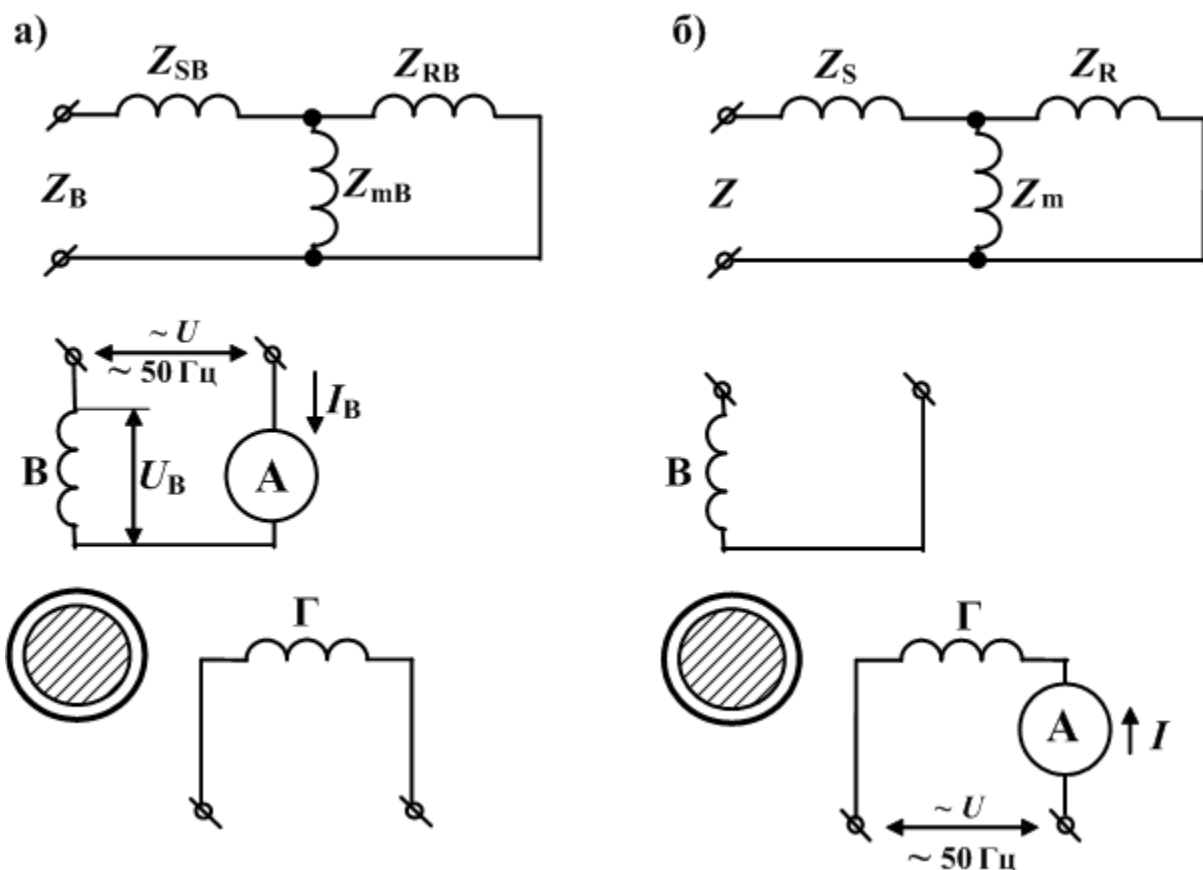 а)
Z_SB Z_RB
Z_B Z_mB
~ U
~ 50 Гц
I_B
В U_B А
Г
б)
Z_S Z_R
Z Z_m
В
Г
А I
~ U
~ 50 Гц